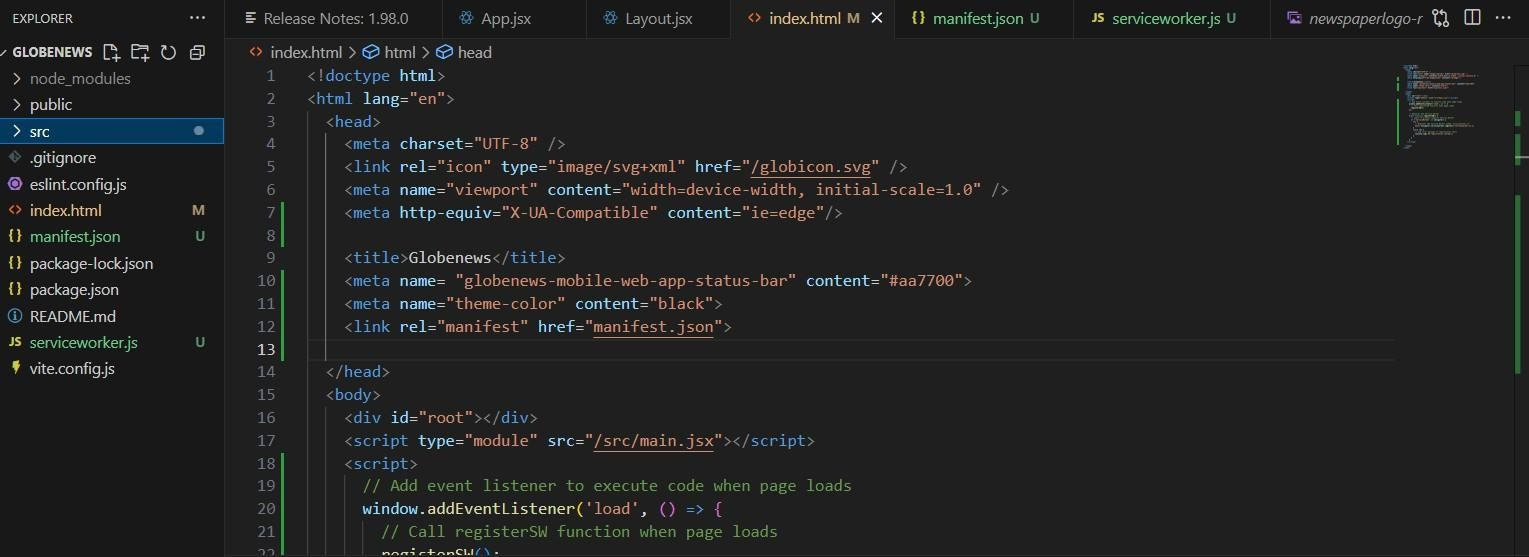 EXPLORER
GLOBENEWS
node_modules
public
src
.gitignore
eslint.config.js
index.html M
manifest.json U
package-lock.json
package.json
README.md
serviceworker.js U
vite.config.js
Release Notes: 1.98.0
App.jsx
Layout.jsx
index.html M
manifest.json U
serviceworker.js U
newspaperlogo-r
index.html > html > head
1 <!doctype html>
2 <html lang="en">
3 <head>
4 <meta charset="UTF-8" />
5 <link rel="icon" type="image/svg+xml" href="/globicon.svg" />
6 <meta name="viewport" content="width=device-width, initial-scale=1.0" />
7 <meta http-equiv="X-UA-Compatible" content="ie=edge"/>
8
9 <title>Globenews</title>
10 <meta name= "globenews-mobile-web-app-status-bar" content="#aa7700">
11 <meta name="theme-color" content="black">
12 <link rel="manifest" href="manifest.json">
13
14 </head>
15 <body>
16 <div id="root"></div>
17 <script type="module" src="/src/main.jsx"></script>
18 <script>
19 // Add event listener to execute code when page loads
20 window.addEventListener('load', () => {
21 // Call registerSW function when page loads
22 registerSW();